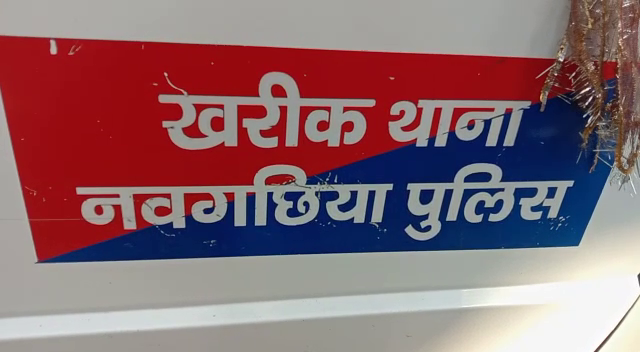 खरीक थाना
नवगछिया पुलिस